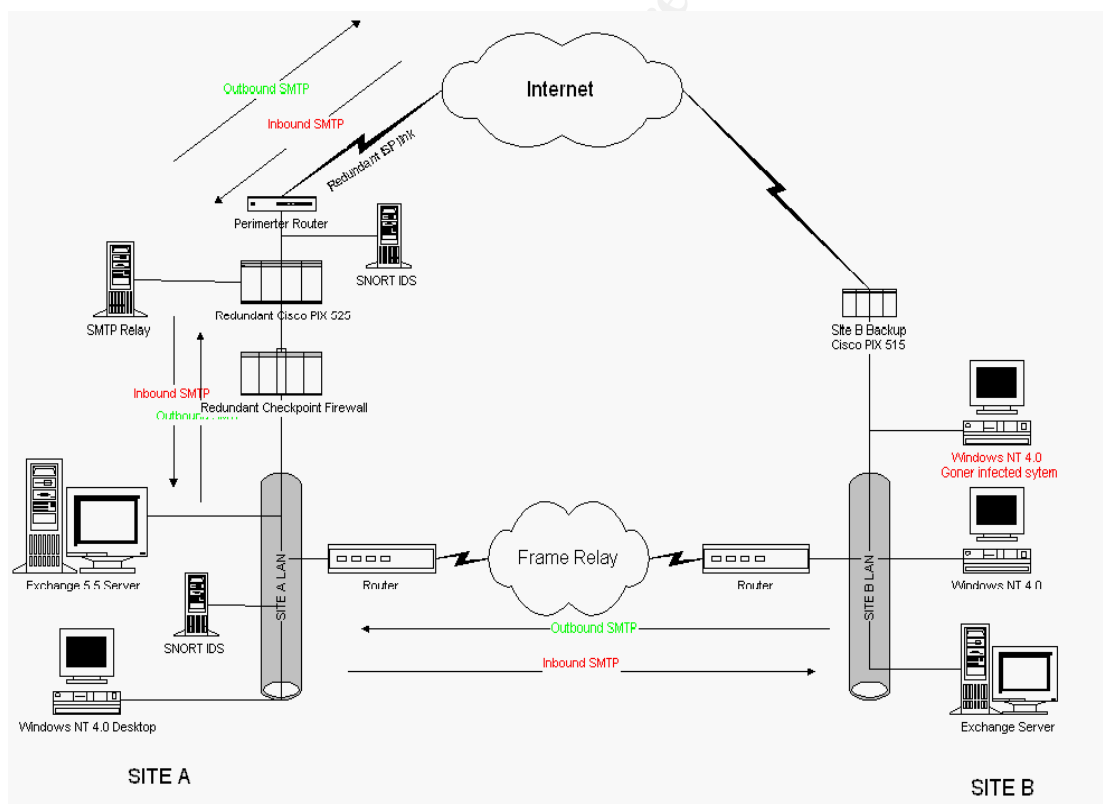 Internet
Outbound SMTP
Inbound SMTP
Redundant ISP link
Perimerter Router
SNORT IDS
SMTP Relay
Redundant Cisco PIX 525
Site B Backup
Cisco PIX 515
Inbound SMTP
Outbound
Redundant Checkpoint Firewall
Windows NT 4.0
Goner infected sytem
Exchange 5.5 Server
SITE A LAN
Router
Frame Relay
Router
SITE B LAN
Windows NT 4.0
SNORT IDS
Outbound SMTP
Inbound SMTP
Windows NT 4.0 Desktop
Exchange Server
SITE A
SITE B